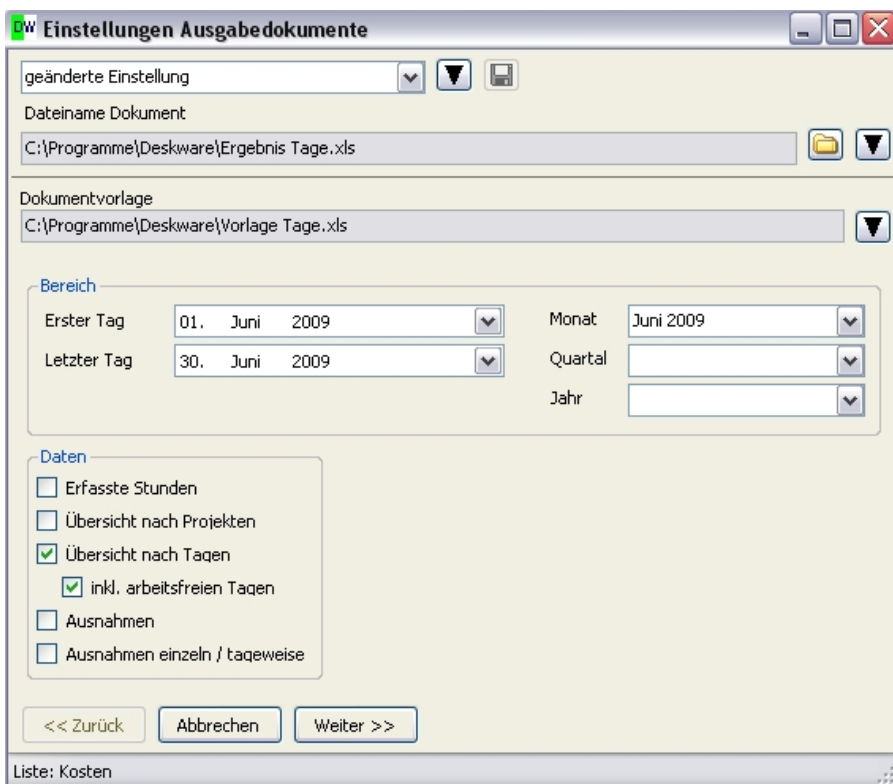 DW Einstellungen Ausgabedokumente
geänderte Einstellung
Dateiname Dokument
C:\Programme\Deskware\Ergebnis Tage.xls
Dokumentvorlage
C:\Programme\Deskware\Vorlage Tage.xls
Bereich
Erster Tag 01. Juni 2009 Monat Juni 2009
Letzter Tag 30. Juni 2009 Quartal
Jahr
Daten
Erfasste Stunden
Übersicht nach Projekten
Übersicht nach Tagen
inkl. arbeitsfreien Tagen
Ausnahmen
Ausnahmen einzeln / tageweise
<< Zurück Abbrechen Weiter >>
Liste: Kosten